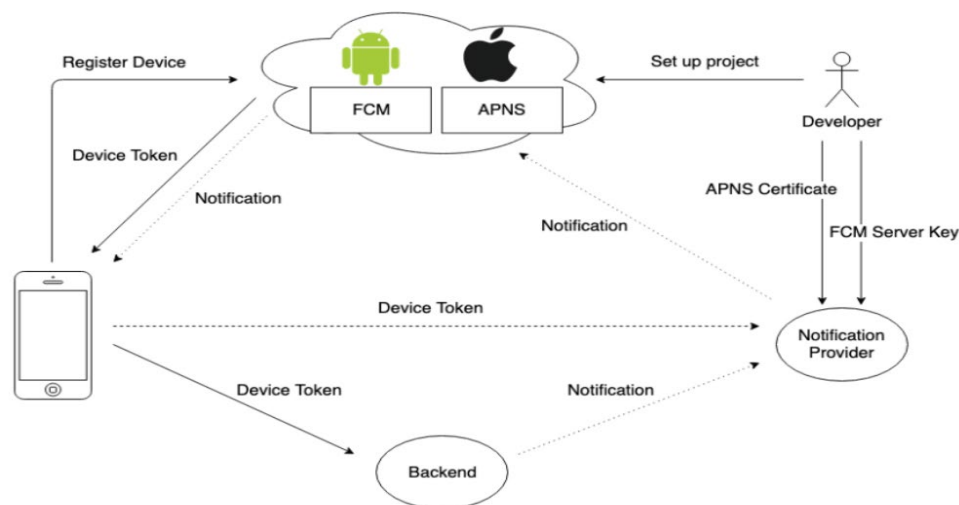 Register Device
Set up project
FCM
APNS
Developer
Device Token
Notification
APNS Certificate
Notification
FCM Server Key
Device Token
Notification
Provider
Device Token
Notification
Backend